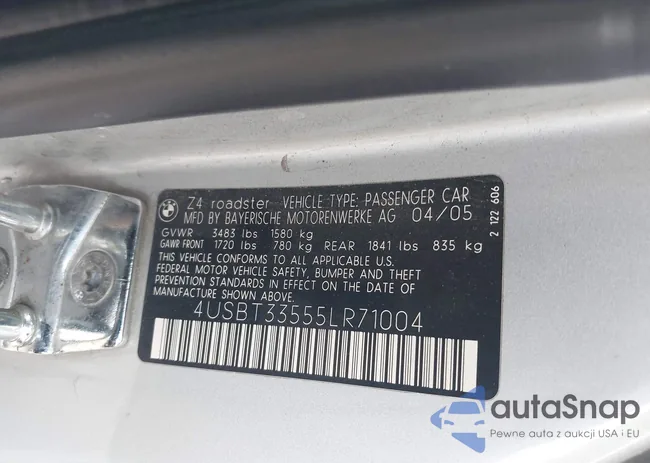 Z4 roadster VEHICLE TYPE: PASSENGER CAR
MFD BY BAYERISCHE MOTORENWERKE AG 04/05
GVWR 3483 lbs 1580 kg
GAWR FRONT 1720 lbs 780 kg REAR 1841 lbs 835 kg
THIS VEHICLE CONFORMS TO ALL APPLICABLE U.S.
FEDERAL MOTOR VEHICLE SAFETY, BUMPER AND THEFT
PREVENTION STANDARDS IN EFFECT ON THE DATE OF
MANUFACTURE SHOWN ABOVE.
4USBT33555LR71004
2 122 606
autaSnap
Pewne auta z aukcji USA i EU